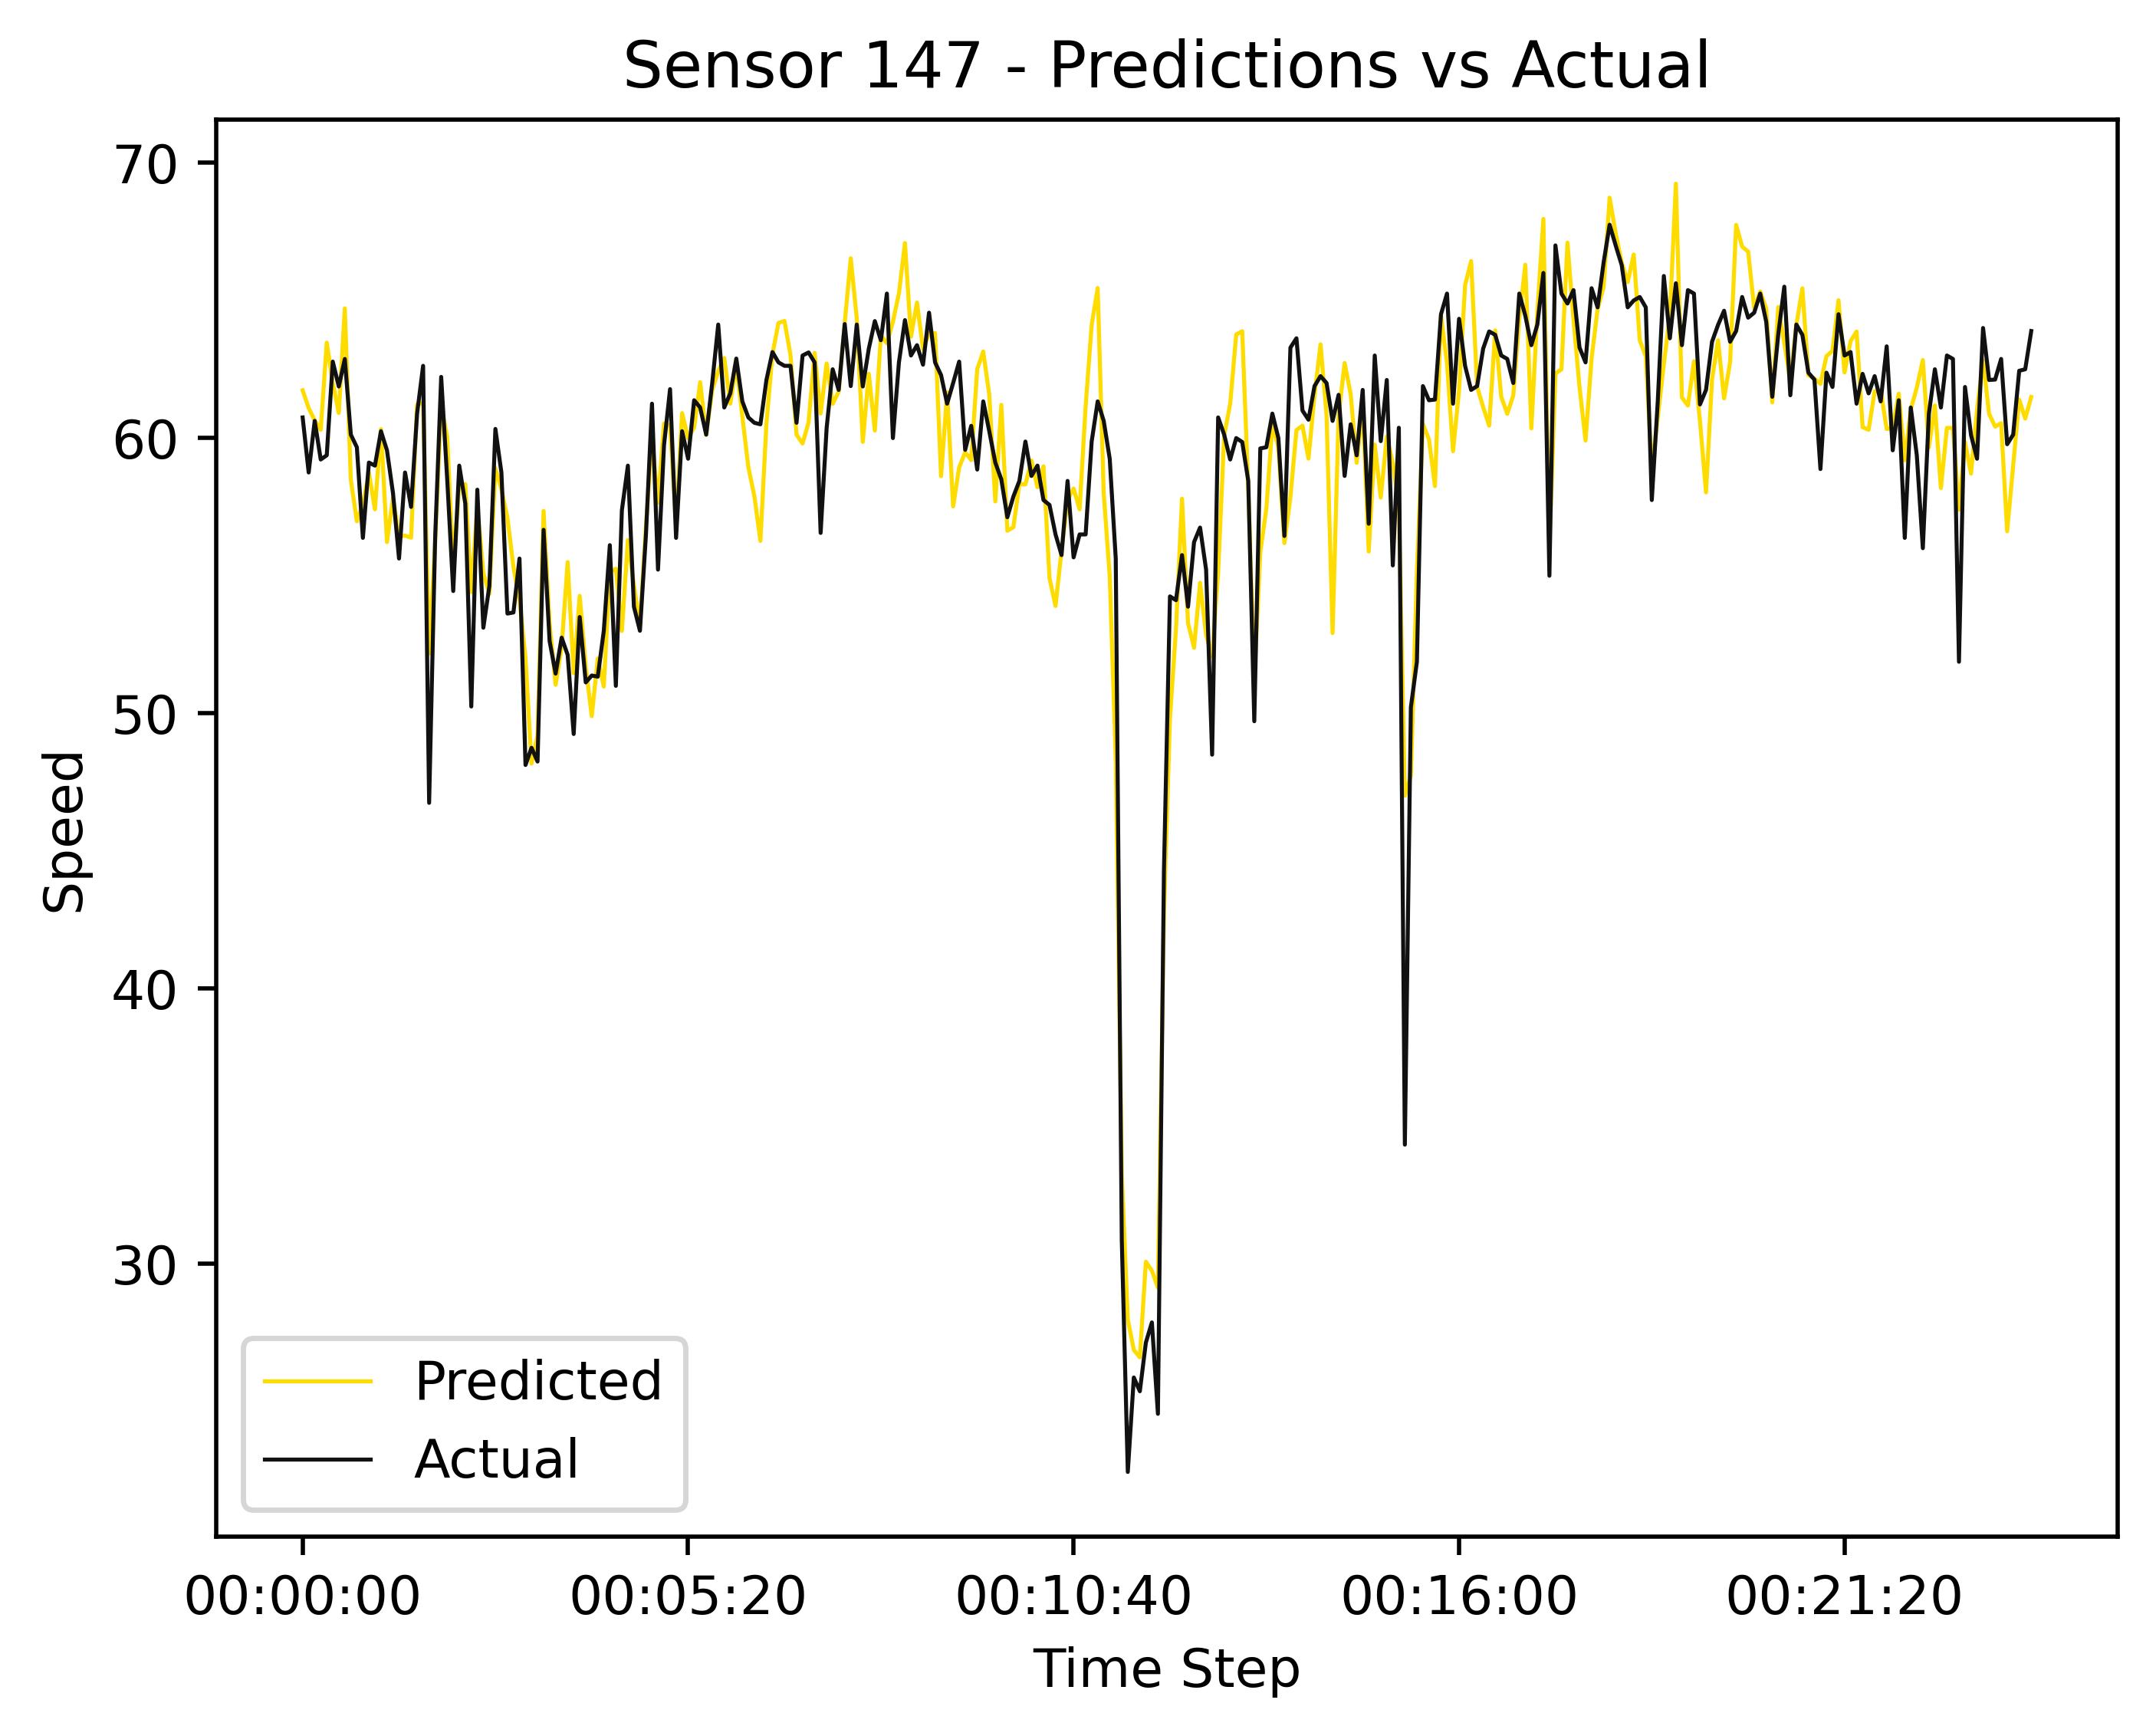 Sensor 147 - Predictions vs Actual
70
60
50
40
30
Speed
Predicted
Actual
00:00:00 00:05:20 00:10:40 00:16:00 00:21:20
Time Step